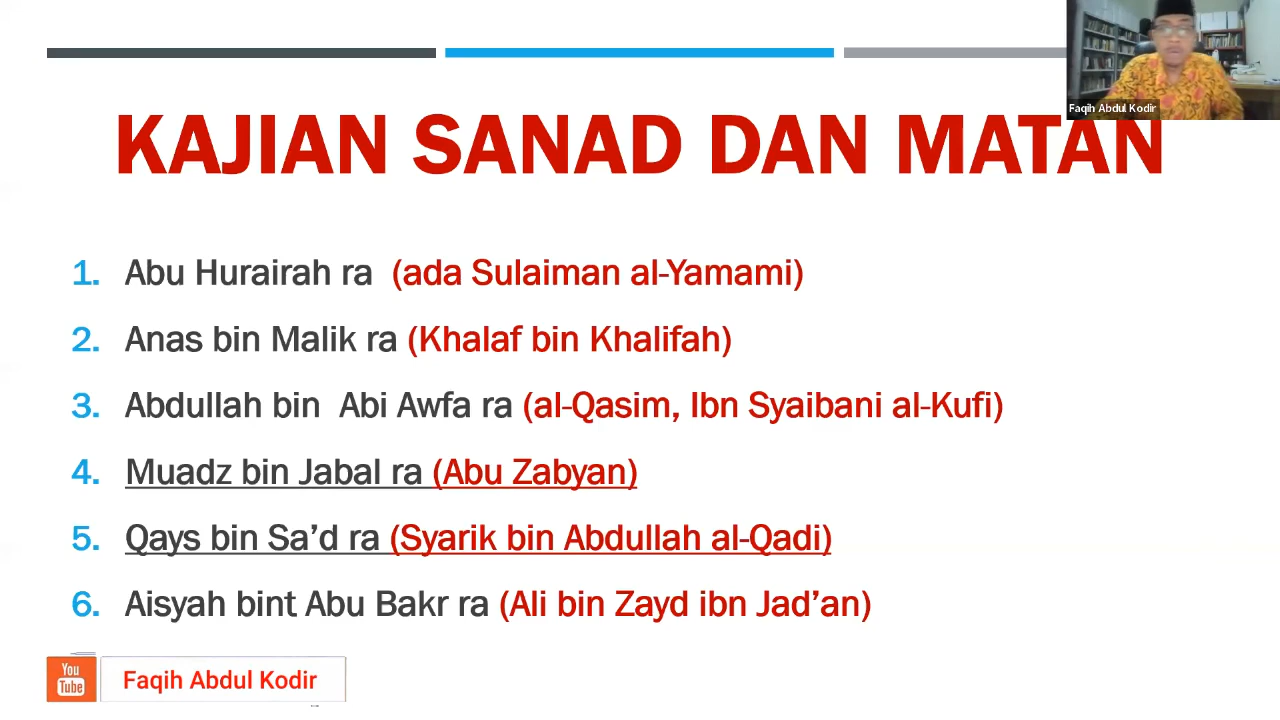 Faqih Abdul Kodir
KAJIAN SANAD DAN MATAN
1. Abu Hurairah ra (ada Sulaiman al-Yamami)
2. Anas bin Malik ra (Khalaf bin Khalifah)
3. Abdullah bin Abi Awfa ra (al-Qasim, Ibn Syaibani al-Kufi)
4. Muadz bin Jabal ra (Abu Zabyan)
5. Qays bin Sa’d ra (Syarik bin Abdullah al-Qadi)
6. Aisyah bint Abu Bakr ra (Ali bin Zayd ibn Jad’an)
You
Tube
Faqih Abdul Kodir